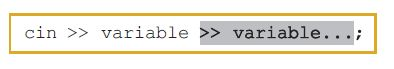 cin >> variable >> variable...;